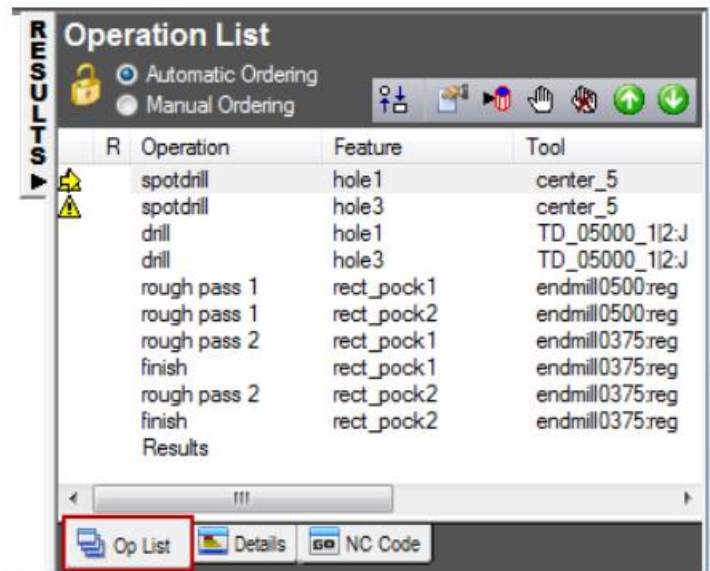 RESULTS
Operation List
Automatic Ordering
Manual Ordering
R Operation Feature Tool
spotdrill hole1 center_5
spotdrill hole3 center_5
drill hole1 TD_05000_1|2:J
drill hole3 TD_05000_1|2:J
rough pass 1 rect_pock1 endmill0500:reg
rough pass 1 rect_pock2 endmill0500:reg
rough pass 2 rect_pock1 endmill0375:reg
finish rect_pock1 endmill0375:reg
rough pass 2 rect_pock2 endmill0375:reg
finish rect_pock2 endmill0375:reg
Results
Op List Details GO NC Code